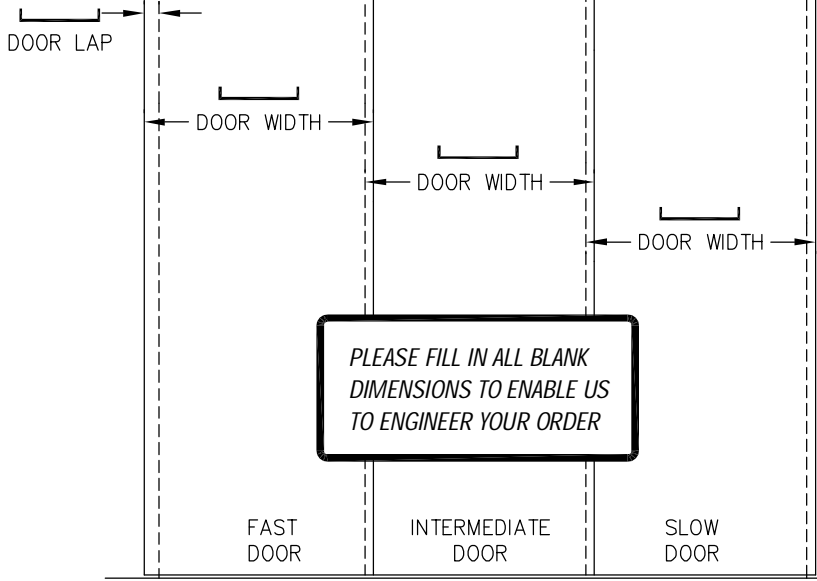 DOOR LAP
DOOR WIDTH
DOOR WIDTH
DOOR WIDTH
PLEASE FILL IN ALL BLANK
DIMENSIONS TO ENABLE US
TO ENGINEER YOUR ORDER
FAST
DOOR
INTERMEDIATE
DOOR
SLOW
DOOR